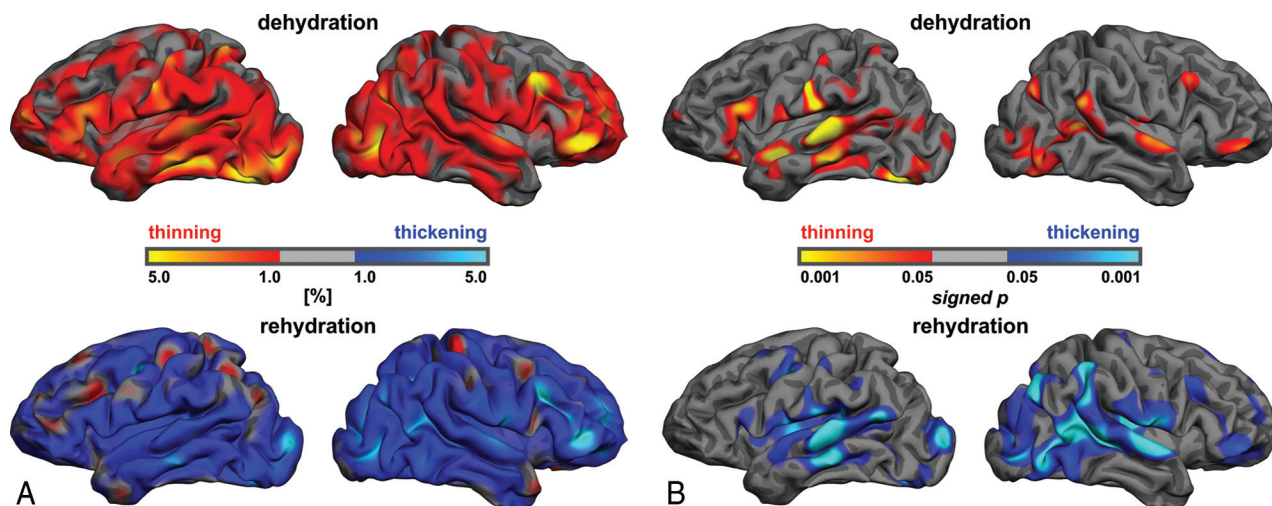 dehydration
thinning thickening
5.0 1.0 1.0 5.0
[%]
rehydration
A
dehydration
thinning thickening
0.001 0.05 0.05 0.001
signed p
rehydration
B